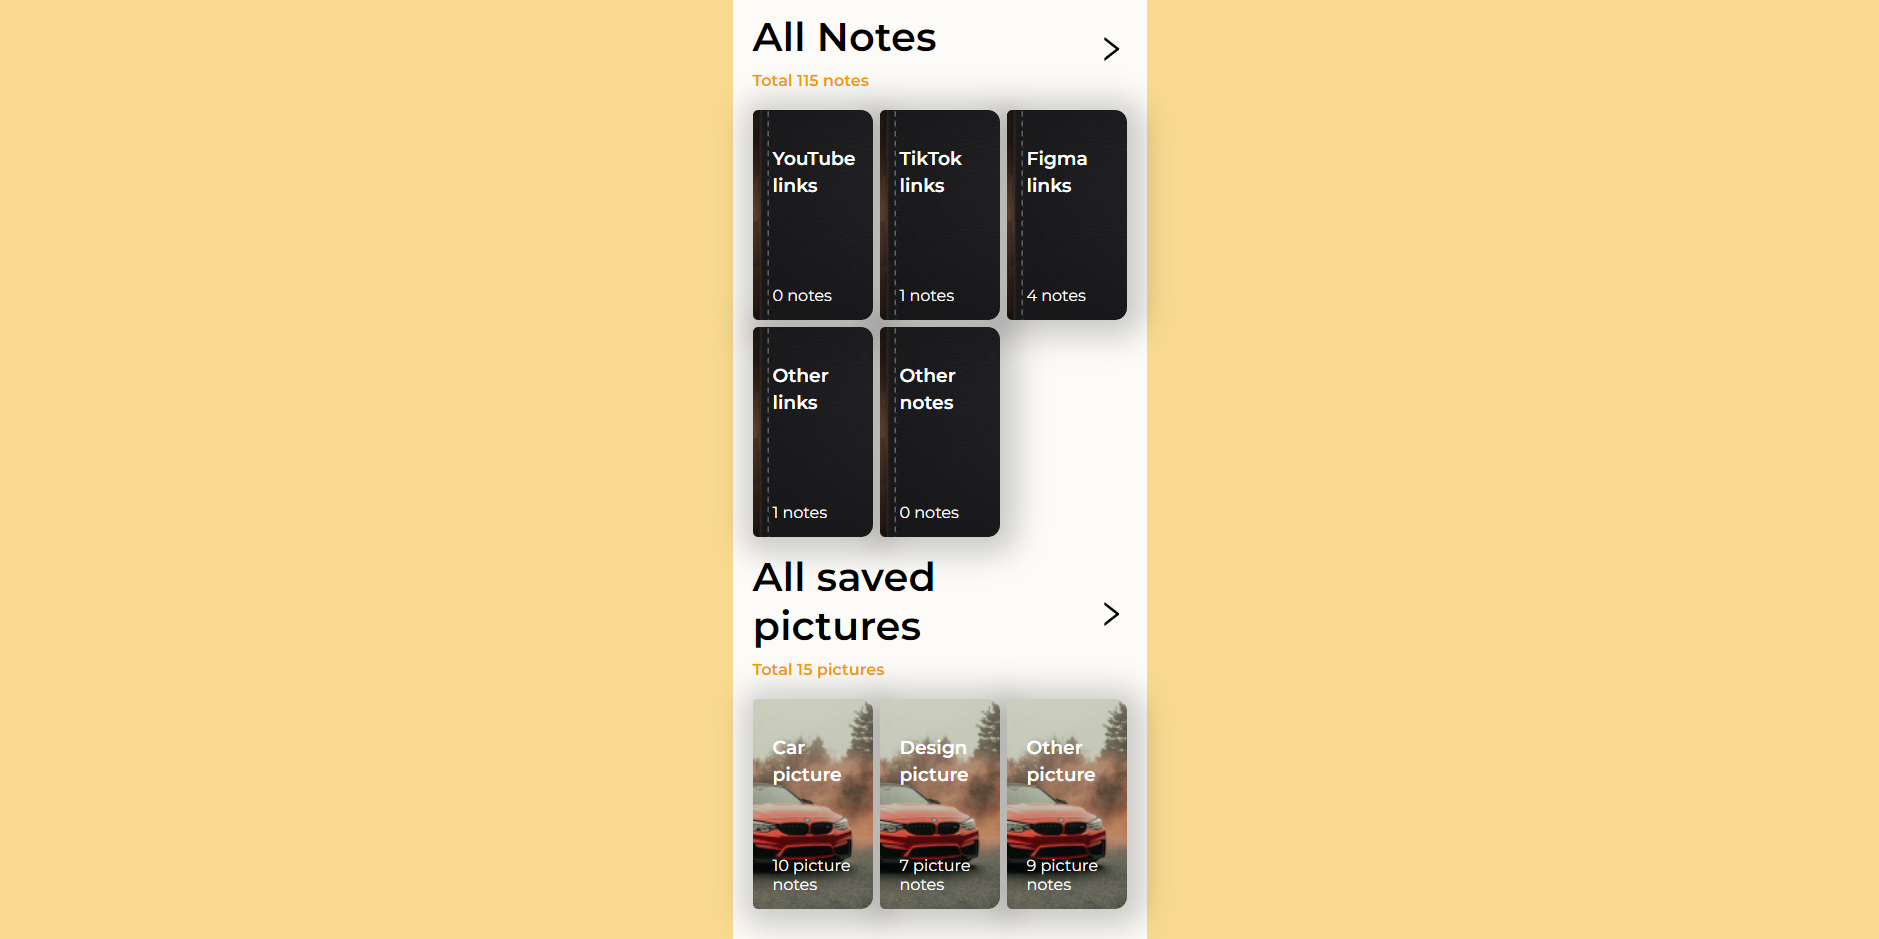 All Notes
Total 115 notes
YouTube
links
0 notes
TikTok
links
1 notes
Figma
links
4 notes
Other
links
1 notes
Other
notes
0 notes
All saved
pictures
Total 15 pictures
Car
picture
10 picture
notes
Design
picture
7 picture
notes
Other
picture
9 picture
notes